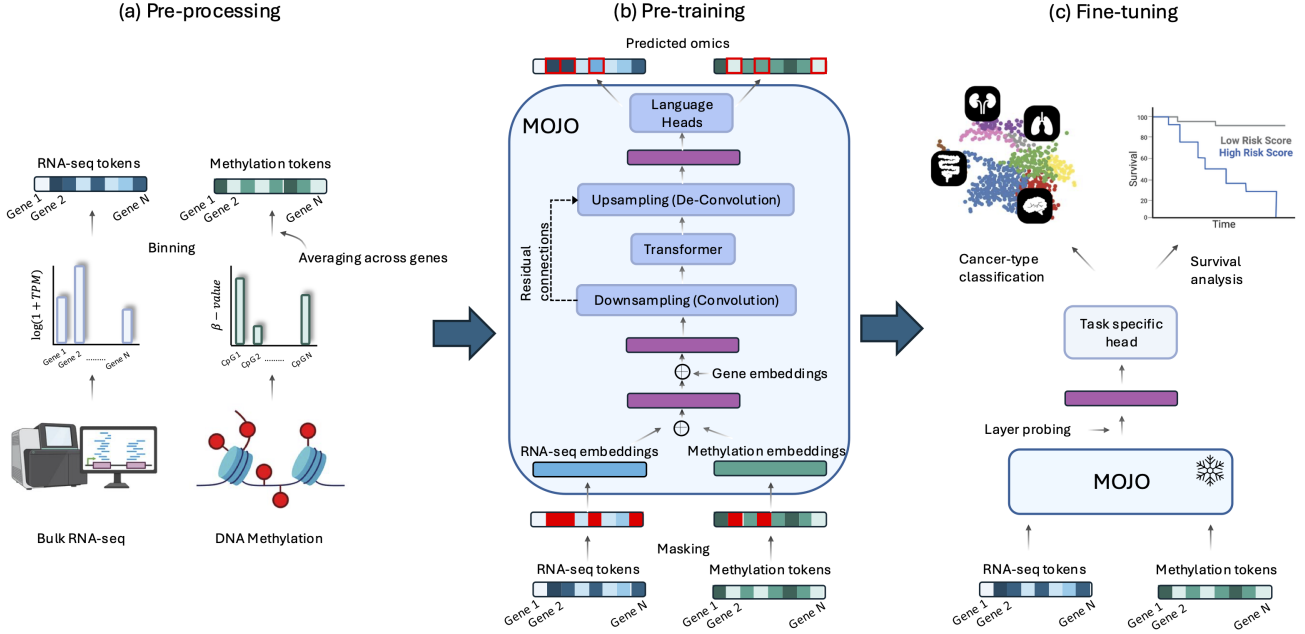 (a) Pre-processing
RNA-seq tokens
Methylation tokens
Gene 1
Gene 2
Gene N
Gene 1
Gene 2
Gene N
Binning
Averaging across genes
log(1 + TPM)
β − value
Gene 1
Gene 2
........
Gene N
CpG 1
CpG 2
........
CpG N
Bulk RNA-seq
DNA Methylation
(b) Pre-training
Predicted omics
MOJO
Language
Heads
Upsampling (De-Convolution)
Transformer
Residual
connections
Downsampling (Convolution)
Gene embeddings
RNA-seq embeddings
Methylation embeddings
Masking
RNA-seq tokens
Methylation tokens
Gene 1
Gene 2
Gene N
Gene 1
Gene 2
Gene N
(c) Fine-tuning
100
80
60
40
20
0
Survival
Low Risk Score
High Risk Score
Time
Cancer-type
classification
Survival
analysis
Task specific
head
Layer probing
MOJO
RNA-seq tokens
Methylation tokens
Gene 1
Gene 2
Gene N
Gene 1
Gene 2
Gene N